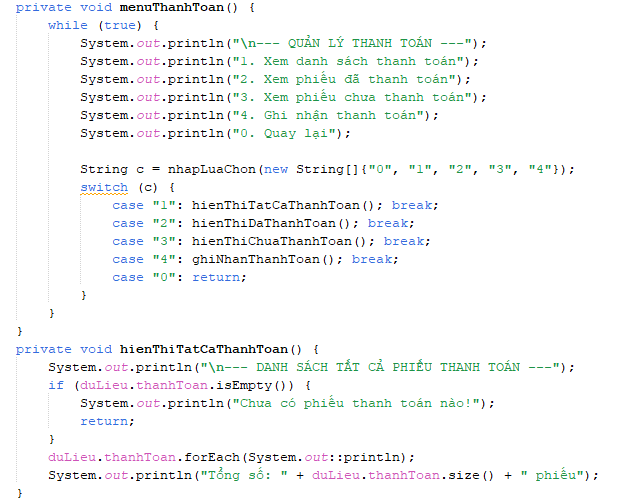 private void menuThanhToan() {
    while (true) {
        System.out.println("\n--- QUẢN LÝ THANH TOÁN ---");
        System.out.println("1. Xem danh sách thanh toán");
        System.out.println("2. Xem phiếu đã thanh toán");
        System.out.println("3. Xem phiếu chưa thanh toán");
        System.out.println("4. Ghi nhận thanh toán");
        System.out.println("0. Quay lại");
        String c = nhapLuaChon(new String[]{"0", "1", "2", "3", "4"});
        switch (c) {
            case "1": hienThiTatCaThanhToan(); break;
            case "2": hienThiDaThanhToan(); break;
            case "3": hienThiChuaThanhToan(); break;
            case "4": ghiNhanThanhToan(); break;
            case "0": return;
        }
    }
}
private void hienThiTatCaThanhToan() {
    System.out.println("\n--- DANH SÁCH TẤT CẢ PHIẾU THANH TOÁN ---");
    if (duLieu.thanhToan.isEmpty()) {
        System.out.println("Chưa có phiếu thanh toán nào!");
        return;
    }
    duLieu.thanhToan.forEach(System.out::println);
    System.out.println("Tổng số: " + duLieu.thanhToan.size() + " phiếu");
}